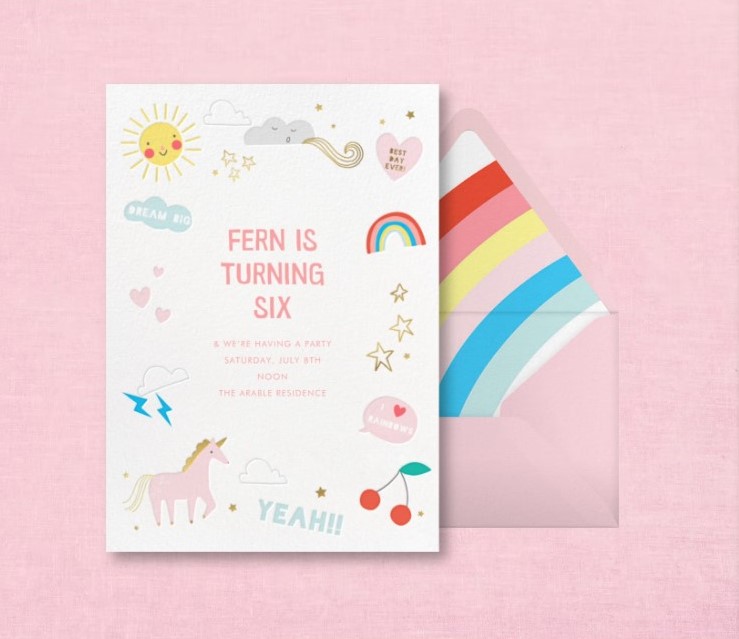 BEST
DAY
EVER!
DREAM BIG
FERN IS
TURNING
SIX
& WE'RE HAVING A PARTY
SATURDAY, JULY 8TH
NOON
THE ARABLE RESIDENCE
I
RAINBOWS
YEAH!!